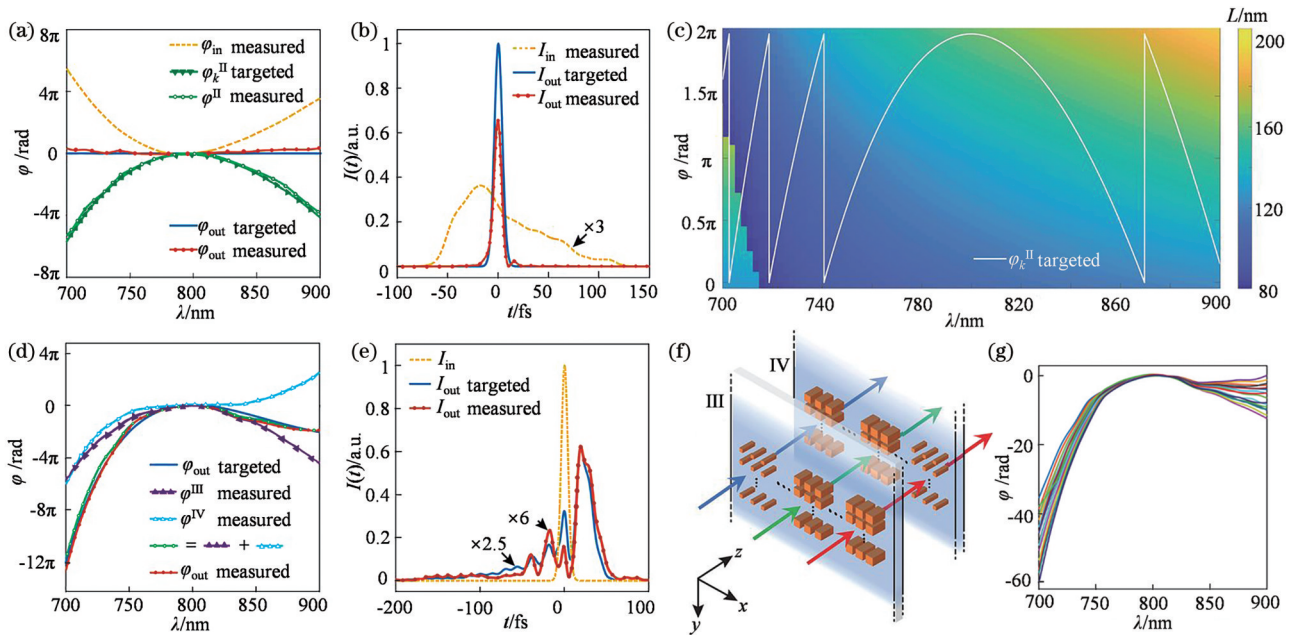 (a)
8π
4π
0
-4π
-8π
φ /rad
φin measured
φkII targeted
φII measured
φout targeted
φout measured
700 750 800 850 900
λ/nm
(b)
1
0.8
0.6
0.4
0.2
0
I(t)/a.u.
Iin measured
Iout targeted
Iout measured
×3
-100 -50 0 50 100 150
t/fs
(c)
L/nm
2π
1.5π
π
0.5π
0
φ /rad
φkII targeted
700 740 780 820 860 900
λ/nm
200
160
120
80
(d)
4π
0
-4π
-8π
-12π
φ /rad
φout targeted
φIII measured
φIV measured
= +
φout measured
700 750 800 850 900
λ/nm
(e)
1
0.8
0.6
0.4
0.2
0
I(t)/a.u.
Iin
Iout targeted
Iout measured
×6
×2.5
-200 -100 0 100
t/fs
(f)
IV
III
z
x
y
(g)
0
-20
-40
-60
φ /rad
700 750 800 850 900
λ/nm